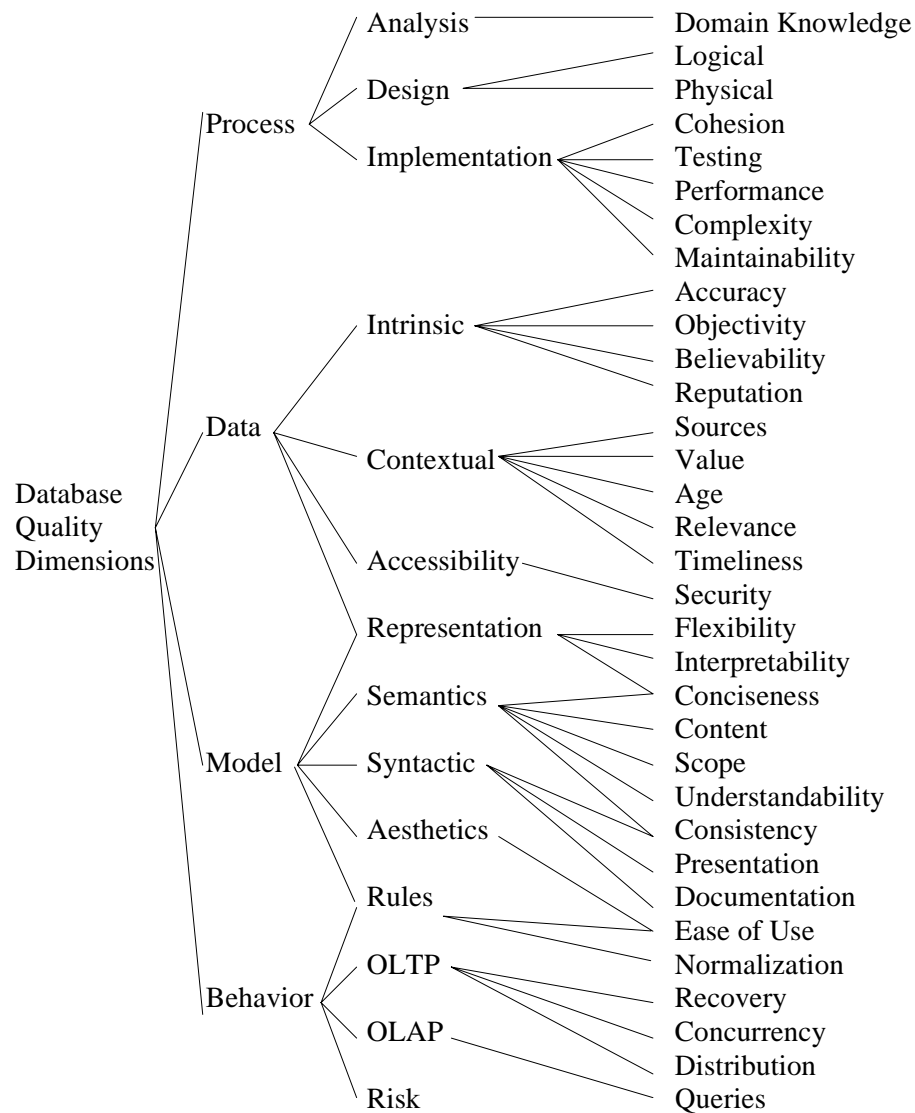 Database
Quality
Dimensions
Process
Data
Model
Behavior
Analysis
Design
Implementation
Intrinsic
Contextual
Accessibility
Representation
Semantics
Syntactic
Aesthetics
Rules
OLTP
OLAP
Risk
Domain Knowledge
Logical
Physical
Cohesion
Testing
Performance
Complexity
Maintainability
Accuracy
Objectivity
Believability
Reputation
Sources
Value
Age
Relevance
Timeliness
Security
Flexibility
Interpretability
Conciseness
Content
Scope
Understandability
Consistency
Presentation
Documentation
Ease of Use
Normalization
Recovery
Concurrency
Distribution
Queries